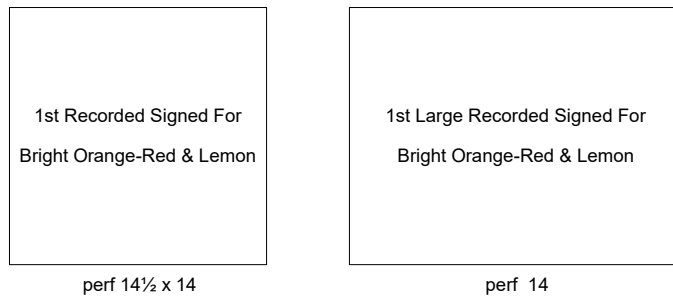 1st Recorded Signed For
Bright Orange-Red & Lemon
perf 14½ x 14
1st Large Recorded Signed For
Bright Orange-Red & Lemon
perf 14